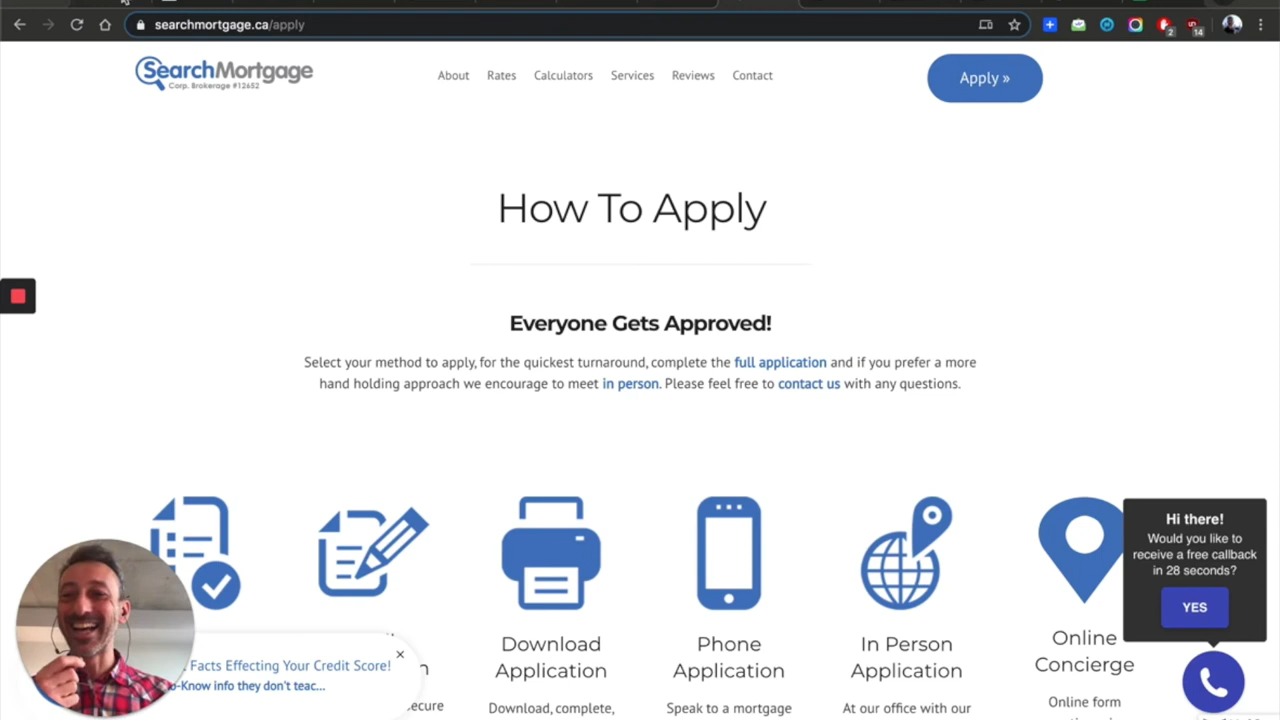 searchmortgage.ca/apply
2
14
SearchMortgage
Corp. Brokerage #12652
About
Rates
Calculators
Services
Reviews
Contact
Apply »
How To Apply
Everyone Gets Approved!
Select your method to apply, for the quickest turnaround, complete the full application and if you prefer a more
hand holding approach we encourage to meet in person. Please feel free to contact us with any questions.
Hi there!
Would you like to
receive a free callback
in 28 seconds?
YES
Download
Application
Phone
Application
In Person
Application
Online
Concierge
Facts Effecting Your Credit Score!
o-Know info they don't teac...
ecure
Download, complete,
Speak to a mortgage
At our office with our
Online form